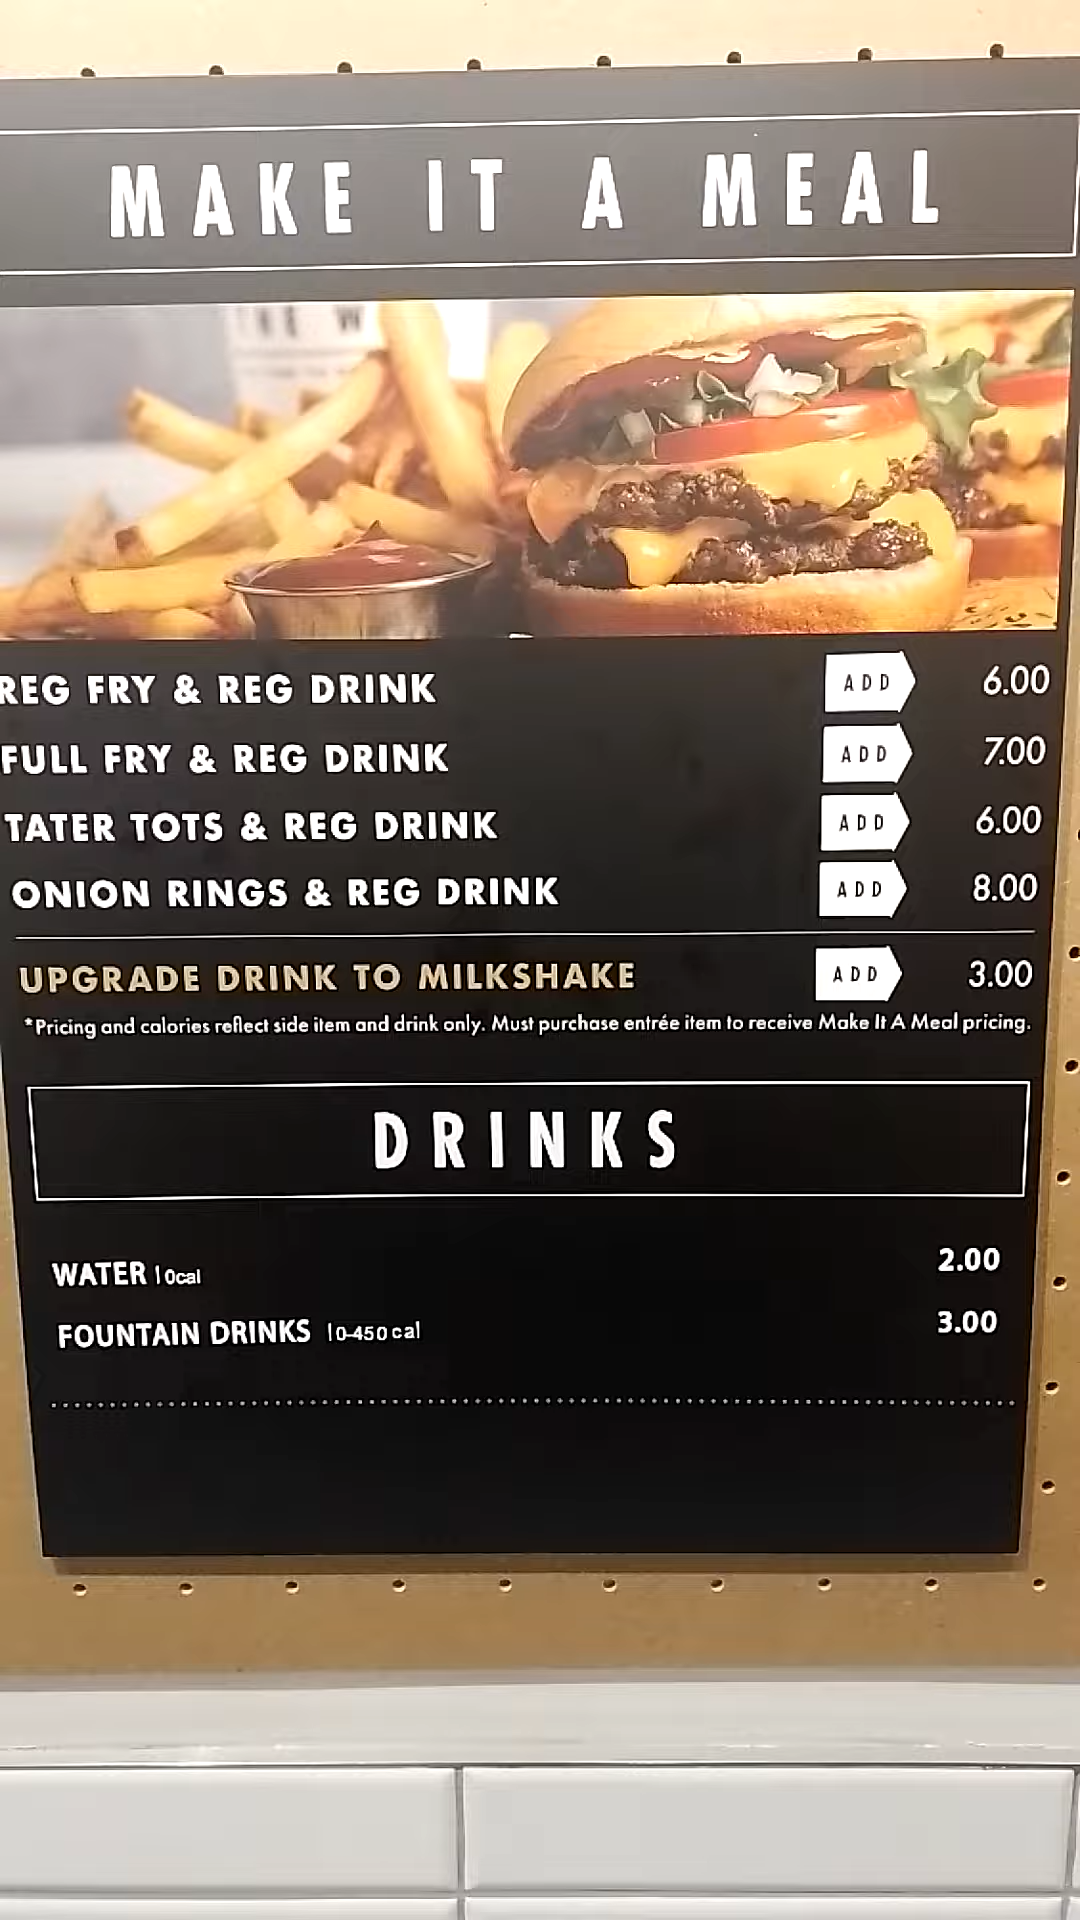 MAKE IT A MEAL
THE W
REG FRY & REG DRINK ADD 6.00
FULL FRY & REG DRINK ADD 7.00
TATER TOTS & REG DRINK ADD 6.00
ONION RINGS & REG DRINK ADD 8.00
UPGRADE DRINK TO MILKSHAKE ADD 3.00
*Pricing and calories reflect side item and drink only. Must purchase entrée item to receive Make It A Meal pricing.
DRINKS
WATER | 0cal 2.00
FOUNTAIN DRINKS | 0-450 cal 3.00